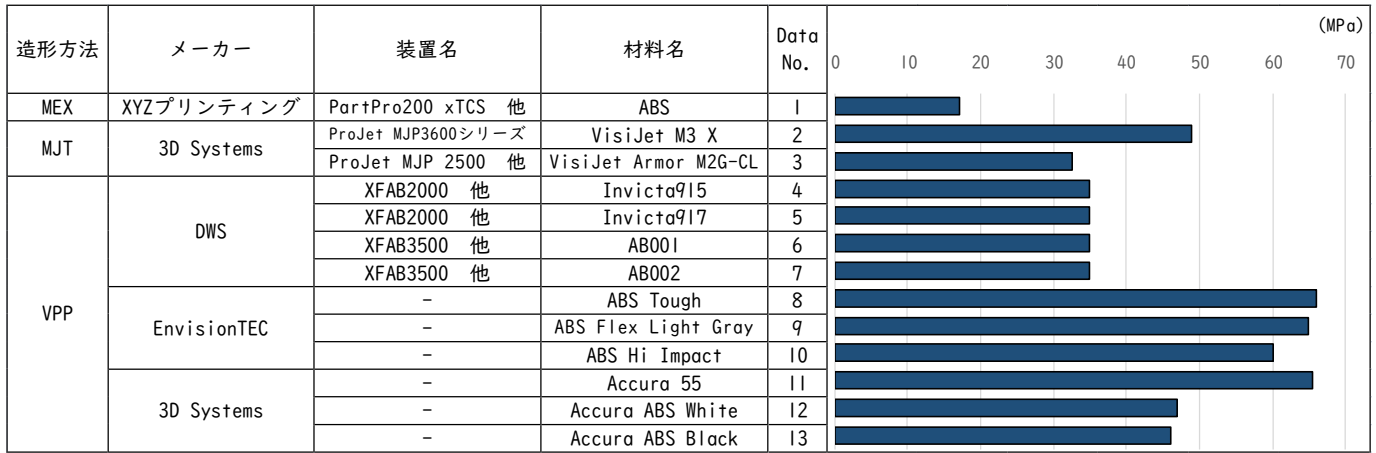 造形方法 メーカー 装置名 材料名 Data No. (MPa)
0 10 20 30 40 50 60 70
MEX XYZプリンティング PartPro200 xTCS 他 ABS 1
MJT 3D Systems ProJet MJP3600シリーズ VisiJet M3 X 2
ProJet MJP 2500 他 VisiJet Armor M2G-CL 3
VPP DWS XFAB2000 他 Invicta915 4
XFAB2000 他 Invicta917 5
XFAB3500 他 AB001 6
XFAB3500 他 AB002 7
EnvisionTEC - ABS Tough 8
- ABS Flex Light Gray 9
- ABS Hi Impact 10
3D Systems - Accura 55 11
- Accura ABS White 12
- Accura ABS Black 13